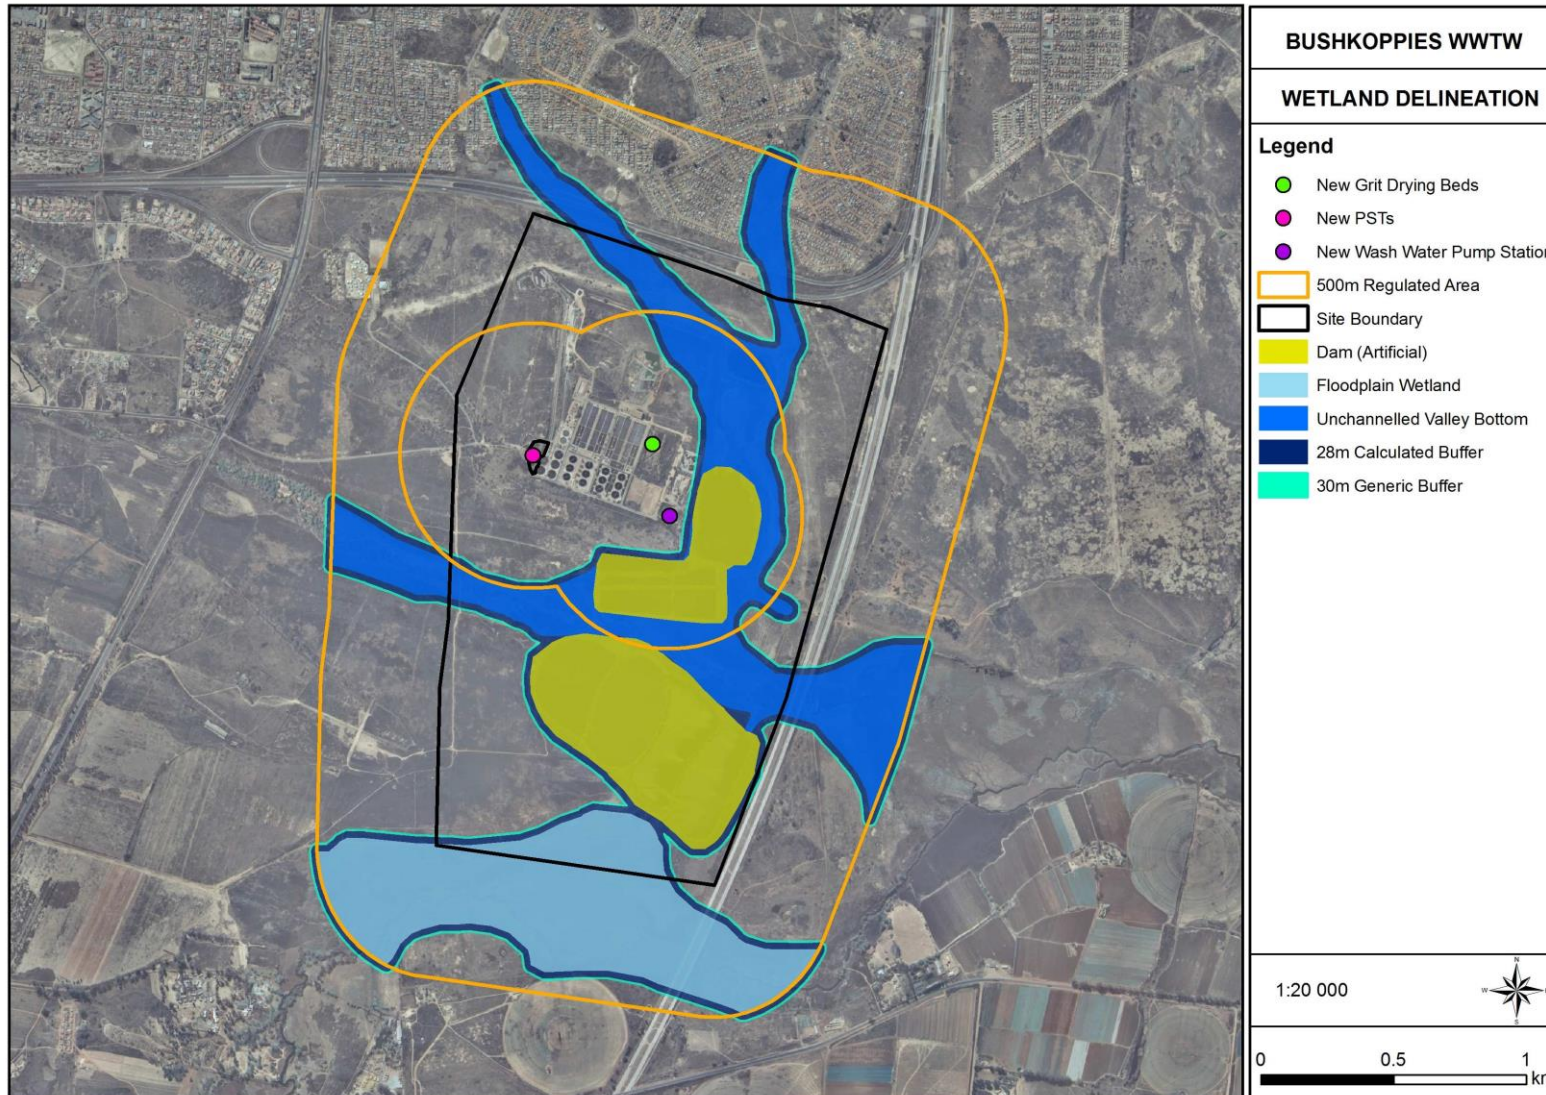 BUSHKOPPIES WWTW
WETLAND DELINEATION
Legend
New Grit Drying Beds
New PSTs
New Wash Water Pump Station
500m Regulated Area
Site Boundary
Dam (Artificial)
Floodplain Wetland
Unchannelled Valley Bottom
28m Calculated Buffer
30m Generic Buffer
1:20 000
N
W
S
0 0.5 1
km